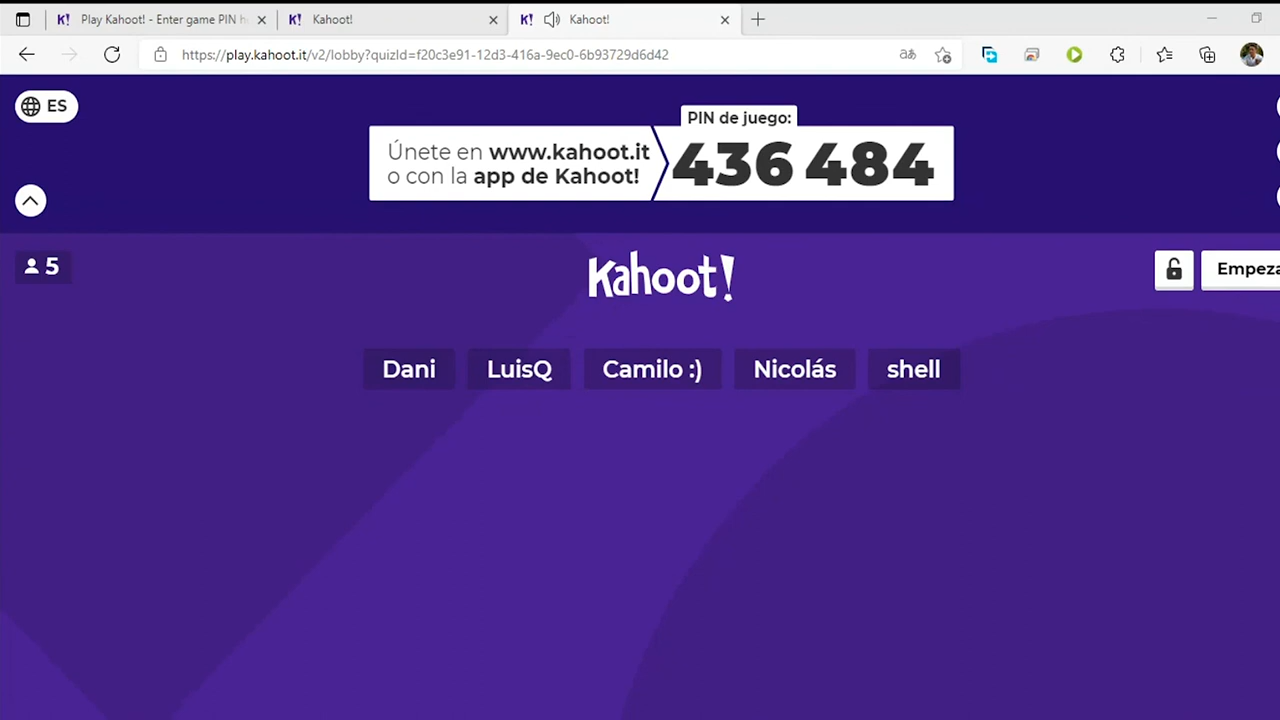 Play Kahoot! - Enter game PIN h
Kahoot!
Kahoot!
https://play.kahoot.it/v2/lobby?quizId=f20c3e91-12d3-416a-9ec0-6b93729d6d42
aあ
ES
PIN de juego:
Únete en www.kahoot.it
o con la app de Kahoot!
436 484
5
Kahoot!
Empeza
Dani
LuisQ
Camilo :)
Nicolás
shell